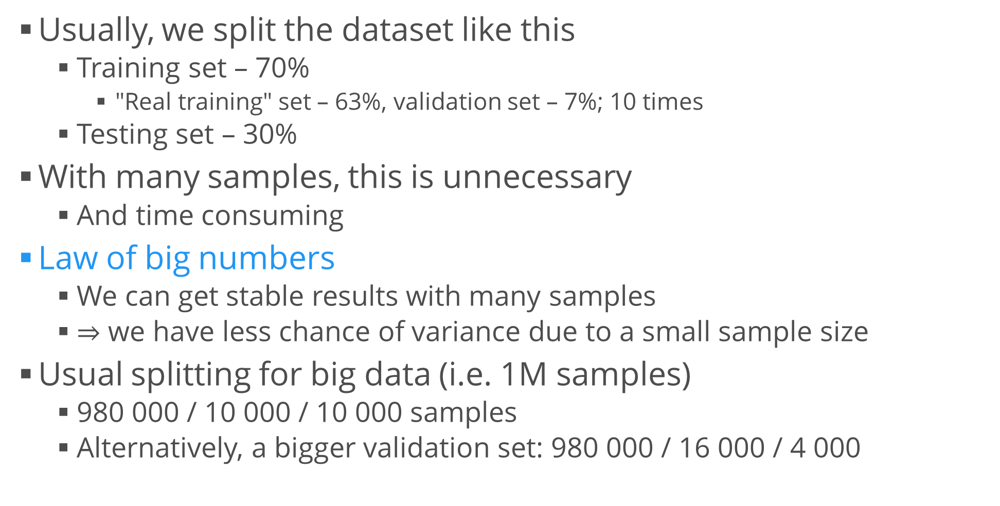 ▪ Usually, we split the dataset like this
▪ Training set – 70%
▪ "Real training" set – 63%, validation set – 7%; 10 times
▪ Testing set – 30%
▪ With many samples, this is unnecessary
▪ And time consuming
▪ Law of big numbers
▪ We can get stable results with many samples
▪ ⇒ we have less chance of variance due to a small sample size
▪ Usual splitting for big data (i.e. 1M samples)
▪ 980 000 / 10 000 / 10 000 samples
▪ Alternatively, a bigger validation set: 980 000 / 16 000 / 4 000